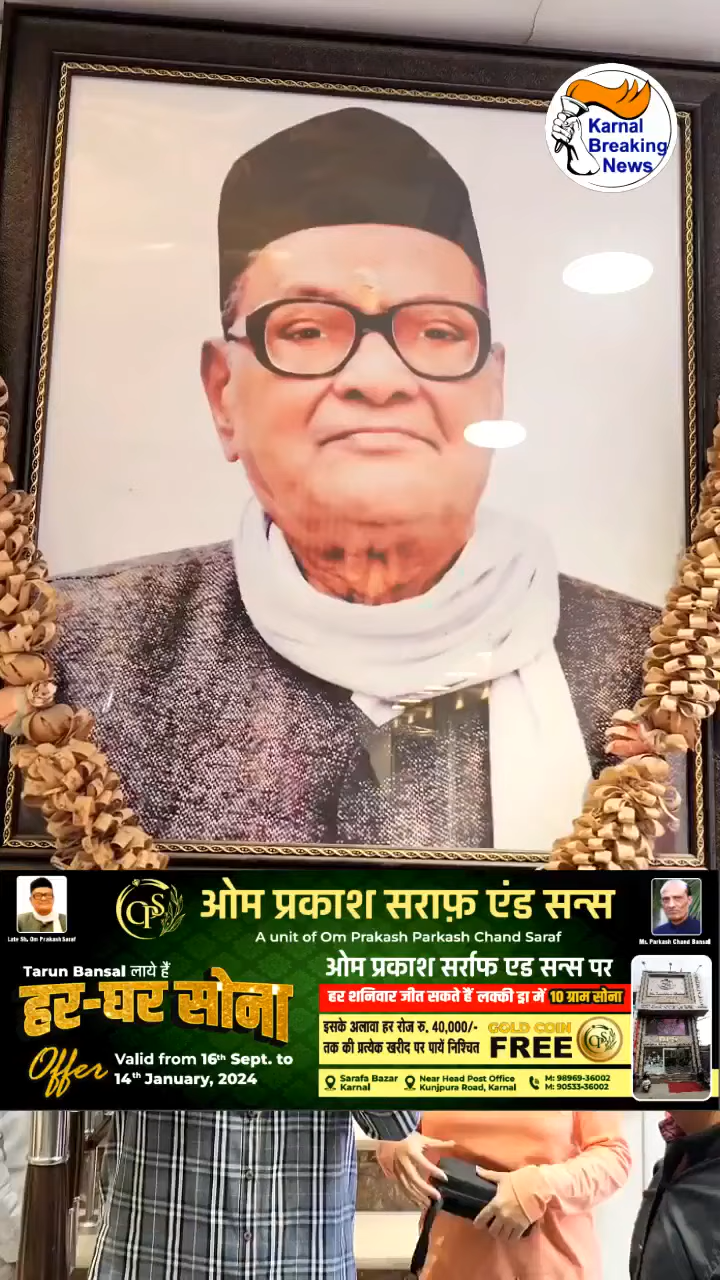 Karnal
Breaking
News
ओम प्रकाश सराफ़ एंड सन्स
A unit of Om Prakash Parkash Chand Saraf
Late Sh. Om Prakash Saraf
Mr. Parkash Chand Bansal
Tarun Bansal लाये हैं
हर-घर सोना
Offer
Valid from 16th Sept. to
14th January, 2024
ओम प्रकाश सर्राफ एड सन्स पर
हर शनिवार जीत सकते हैं लक्की ड्रा में 10 ग्राम सोना
इसके अलावा हर रोज रु. 40,000/-
तक की प्रत्येक खरीद पर पायें निश्चित
GOLD COIN
FREE
Sarafa Bazar
Karnal
Near Head Post Office
Kunjpura Road, Karnal
M: 98969-36002
M: 90533-36002